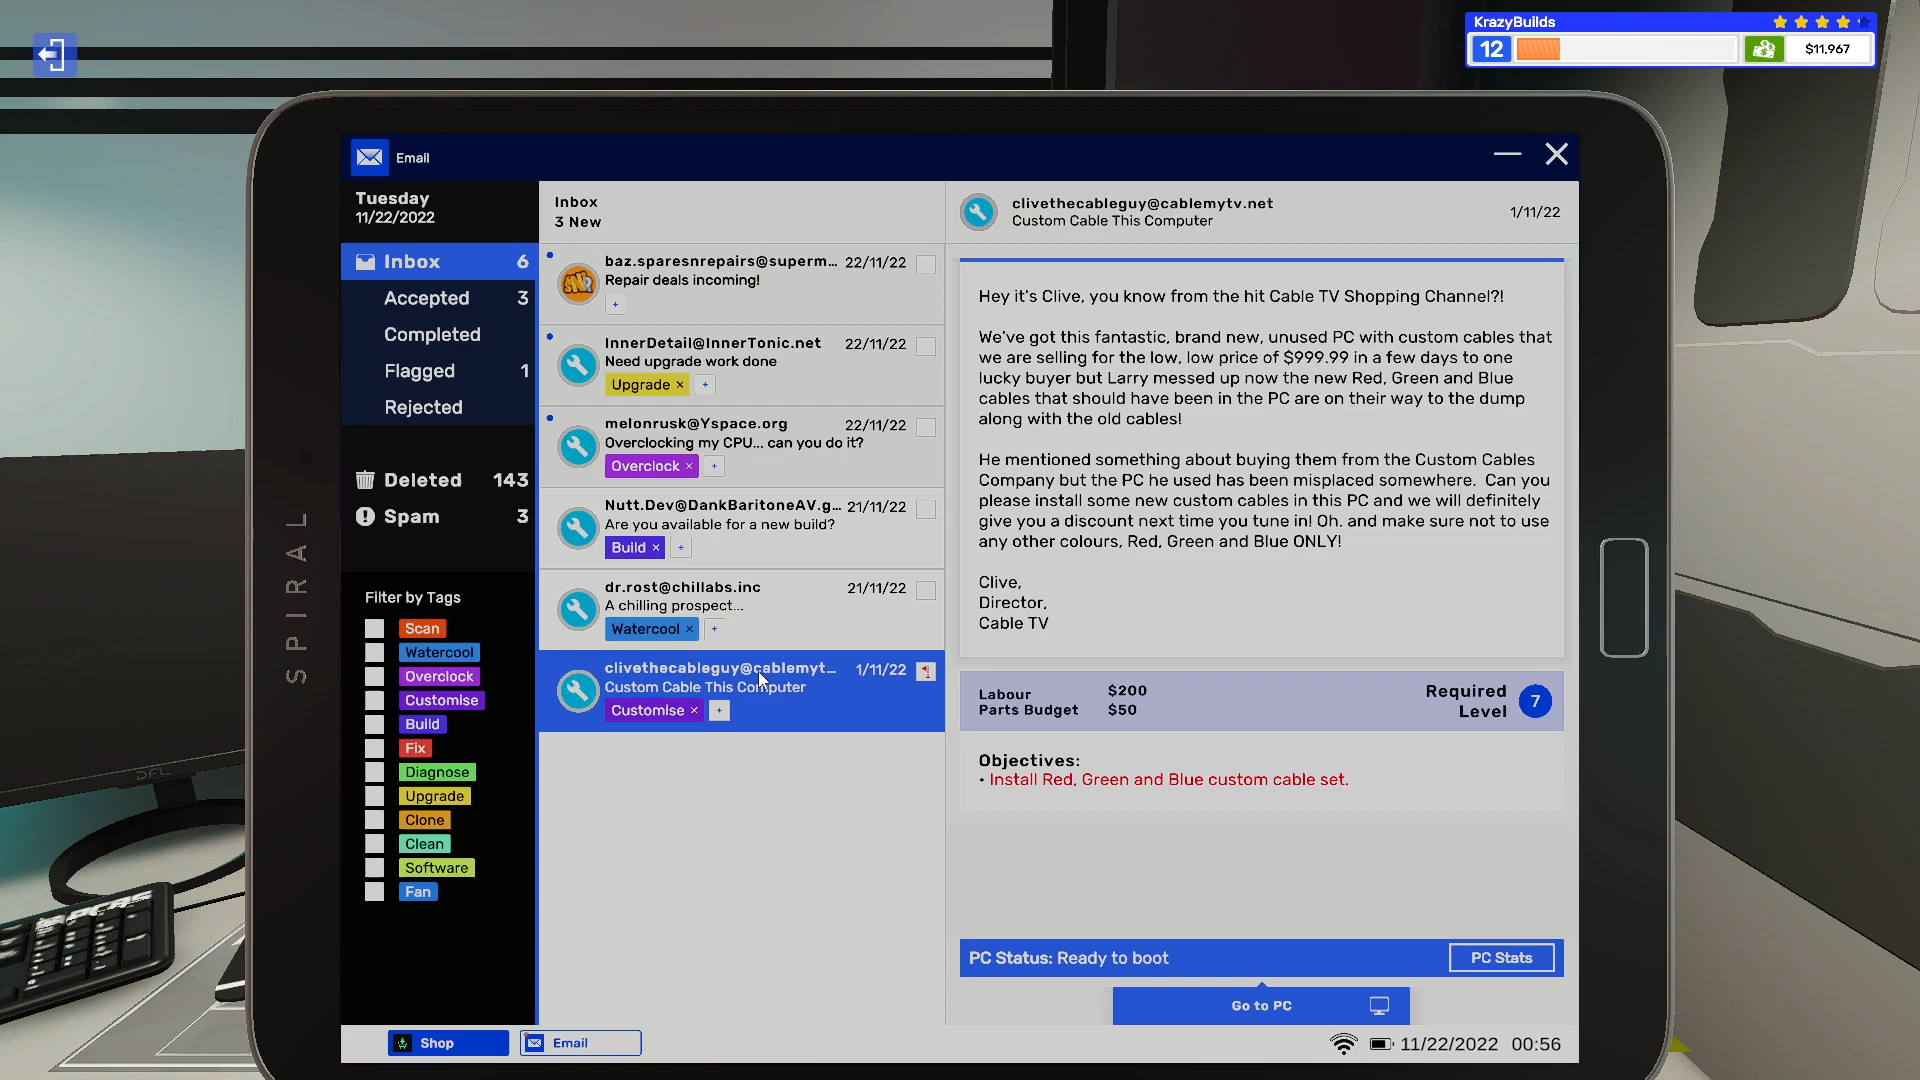 KrazyBuilds
12
$11,967
Email
Tuesday
11/22/2022
Inbox 6
Accepted 3
Completed
Flagged 1
Rejected
Deleted 143
Spam 3
Filter by Tags
Scan
Watercool
Overclock
Customise
Build
Fix
Diagnose
Upgrade
Clone
Clean
Software
Fan
Inbox
3 New
baz.sparesnrepairs@superm... 22/11/22
Repair deals incoming!
+
InnerDetail@InnerTonic.net 22/11/22
Need upgrade work done
Upgrade × +
melonrusk@Yspace.org 22/11/22
Overclocking my CPU... can you do it?
Overclock × +
Nutt.Dev@DankBaritoneAV.g... 21/11/22
Are you available for a new build?
Build × +
dr.rost@chillabs.inc 21/11/22
A chilling prospect...
Watercool × +
clivethecableguy@cablemyt... 1/11/22
Custom Cable This Computer
Customise × +
clivethecableguy@cablemytv.net
Custom Cable This Computer
1/11/22
Hey it's Clive, you know from the hit Cable TV Shopping Channel?!
We've got this fantastic, brand new, unused PC with custom cables that
we are selling for the low, low price of $999.99 in a few days to one
lucky buyer but Larry messed up now the new Red, Green and Blue
cables that should have been in the PC are on their way to the dump
along with the old cables!
He mentioned something about buying them from the Custom Cables
Company but the PC he used has been misplaced somewhere. Can you
please install some new custom cables in this PC and we will definitely
give you a discount next time you tune in! Oh. and make sure not to use
any other colours, Red, Green and Blue ONLY!
Clive,
Director,
Cable TV
Labour $200
Parts Budget $50
Required
Level
7
Objectives:
• Install Red, Green and Blue custom cable set.
PC Status: Ready to boot
PC Stats
Go to PC
Shop
Email
11/22/2022 00:56
SPIRAL
DFL